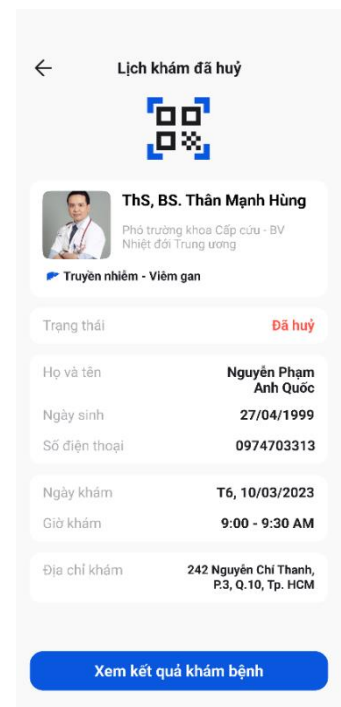 Lịch khám đã huỷ
ThS, BS. Thân Mạnh Hùng
Phó trường khoa Cấp cứu - BV
Nhiệt đới Trung ương
Truyền nhiễm - Viêm gan
Trạng thái Đã huỷ
Họ và tên Nguyễn Phạm
Anh Quốc
Ngày sinh 27/04/1999
Số điện thoại 0974703313
Ngày khám T6, 10/03/2023
Giờ khám 9:00 - 9:30 AM
Địa chỉ khám 242 Nguyễn Chí Thanh,
P.3, Q.10, Tp. HCM
Xem kết quả khám bệnh